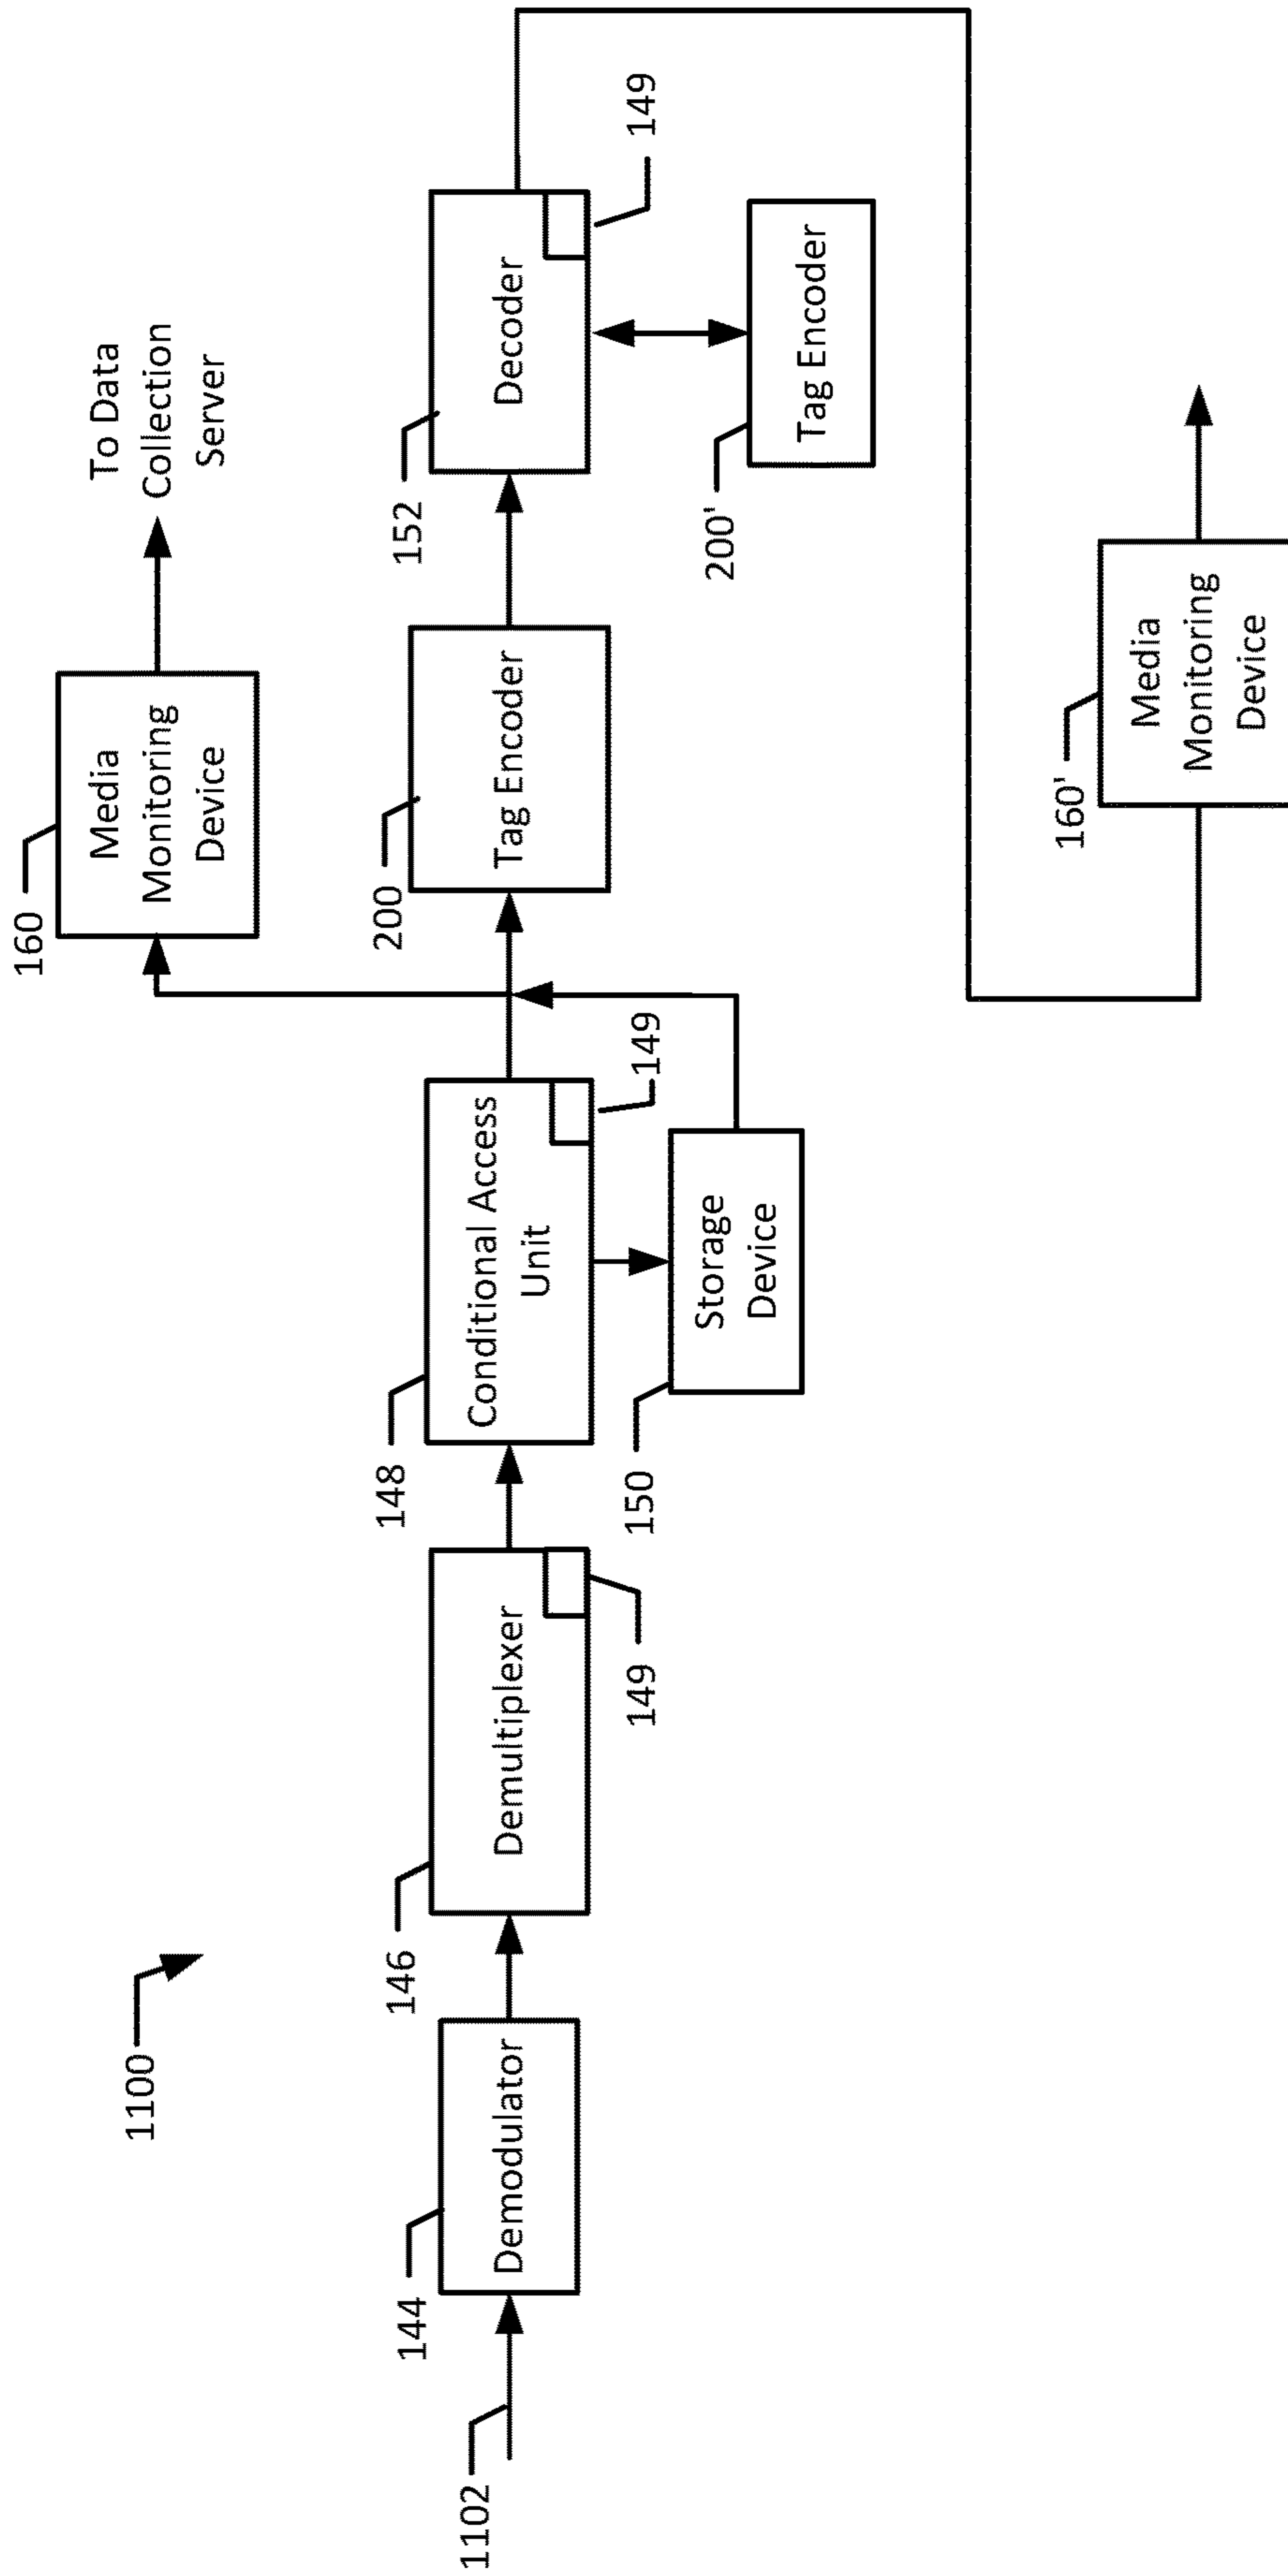 1100
1102
144
Demodulator
146
Demultiplexer
149
148
Conditional Access
Unit
149
150
Storage
Device
160
Media
Monitoring
Device
To Data
Collection
Server
200
Tag Encoder
152
Decoder
149
200'
Tag Encoder
160'
Media
Monitoring
Device